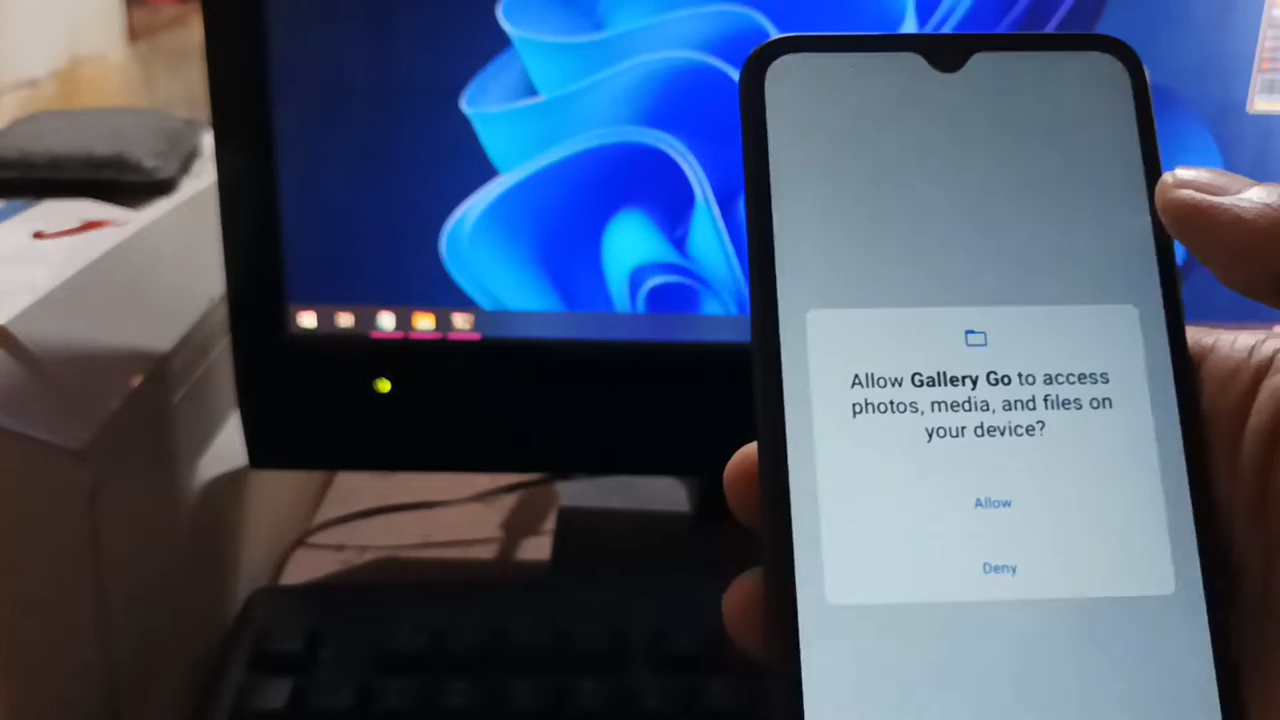 Allow Gallery Go to access
photos, media, and files on
your device?
Allow
Deny